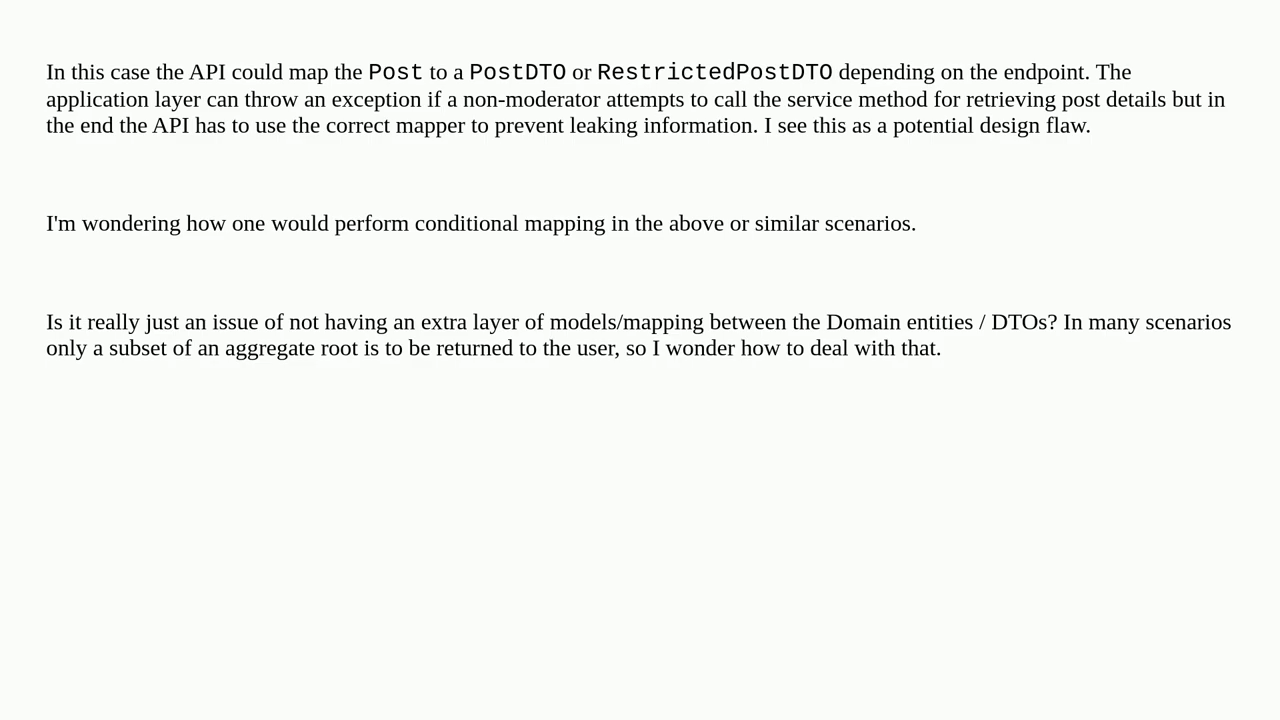 In this case the API could map the Post to a PostDTO or RestrictedPostDTO depending on the endpoint. The
application layer can throw an exception if a non-moderator attempts to call the service method for retrieving post details but in
the end the API has to use the correct mapper to prevent leaking information. I see this as a potential design flaw.
I'm wondering how one would perform conditional mapping in the above or similar scenarios.
Is it really just an issue of not having an extra layer of models/mapping between the Domain entities / DTOs? In many scenarios
only a subset of an aggregate root is to be returned to the user, so I wonder how to deal with that.